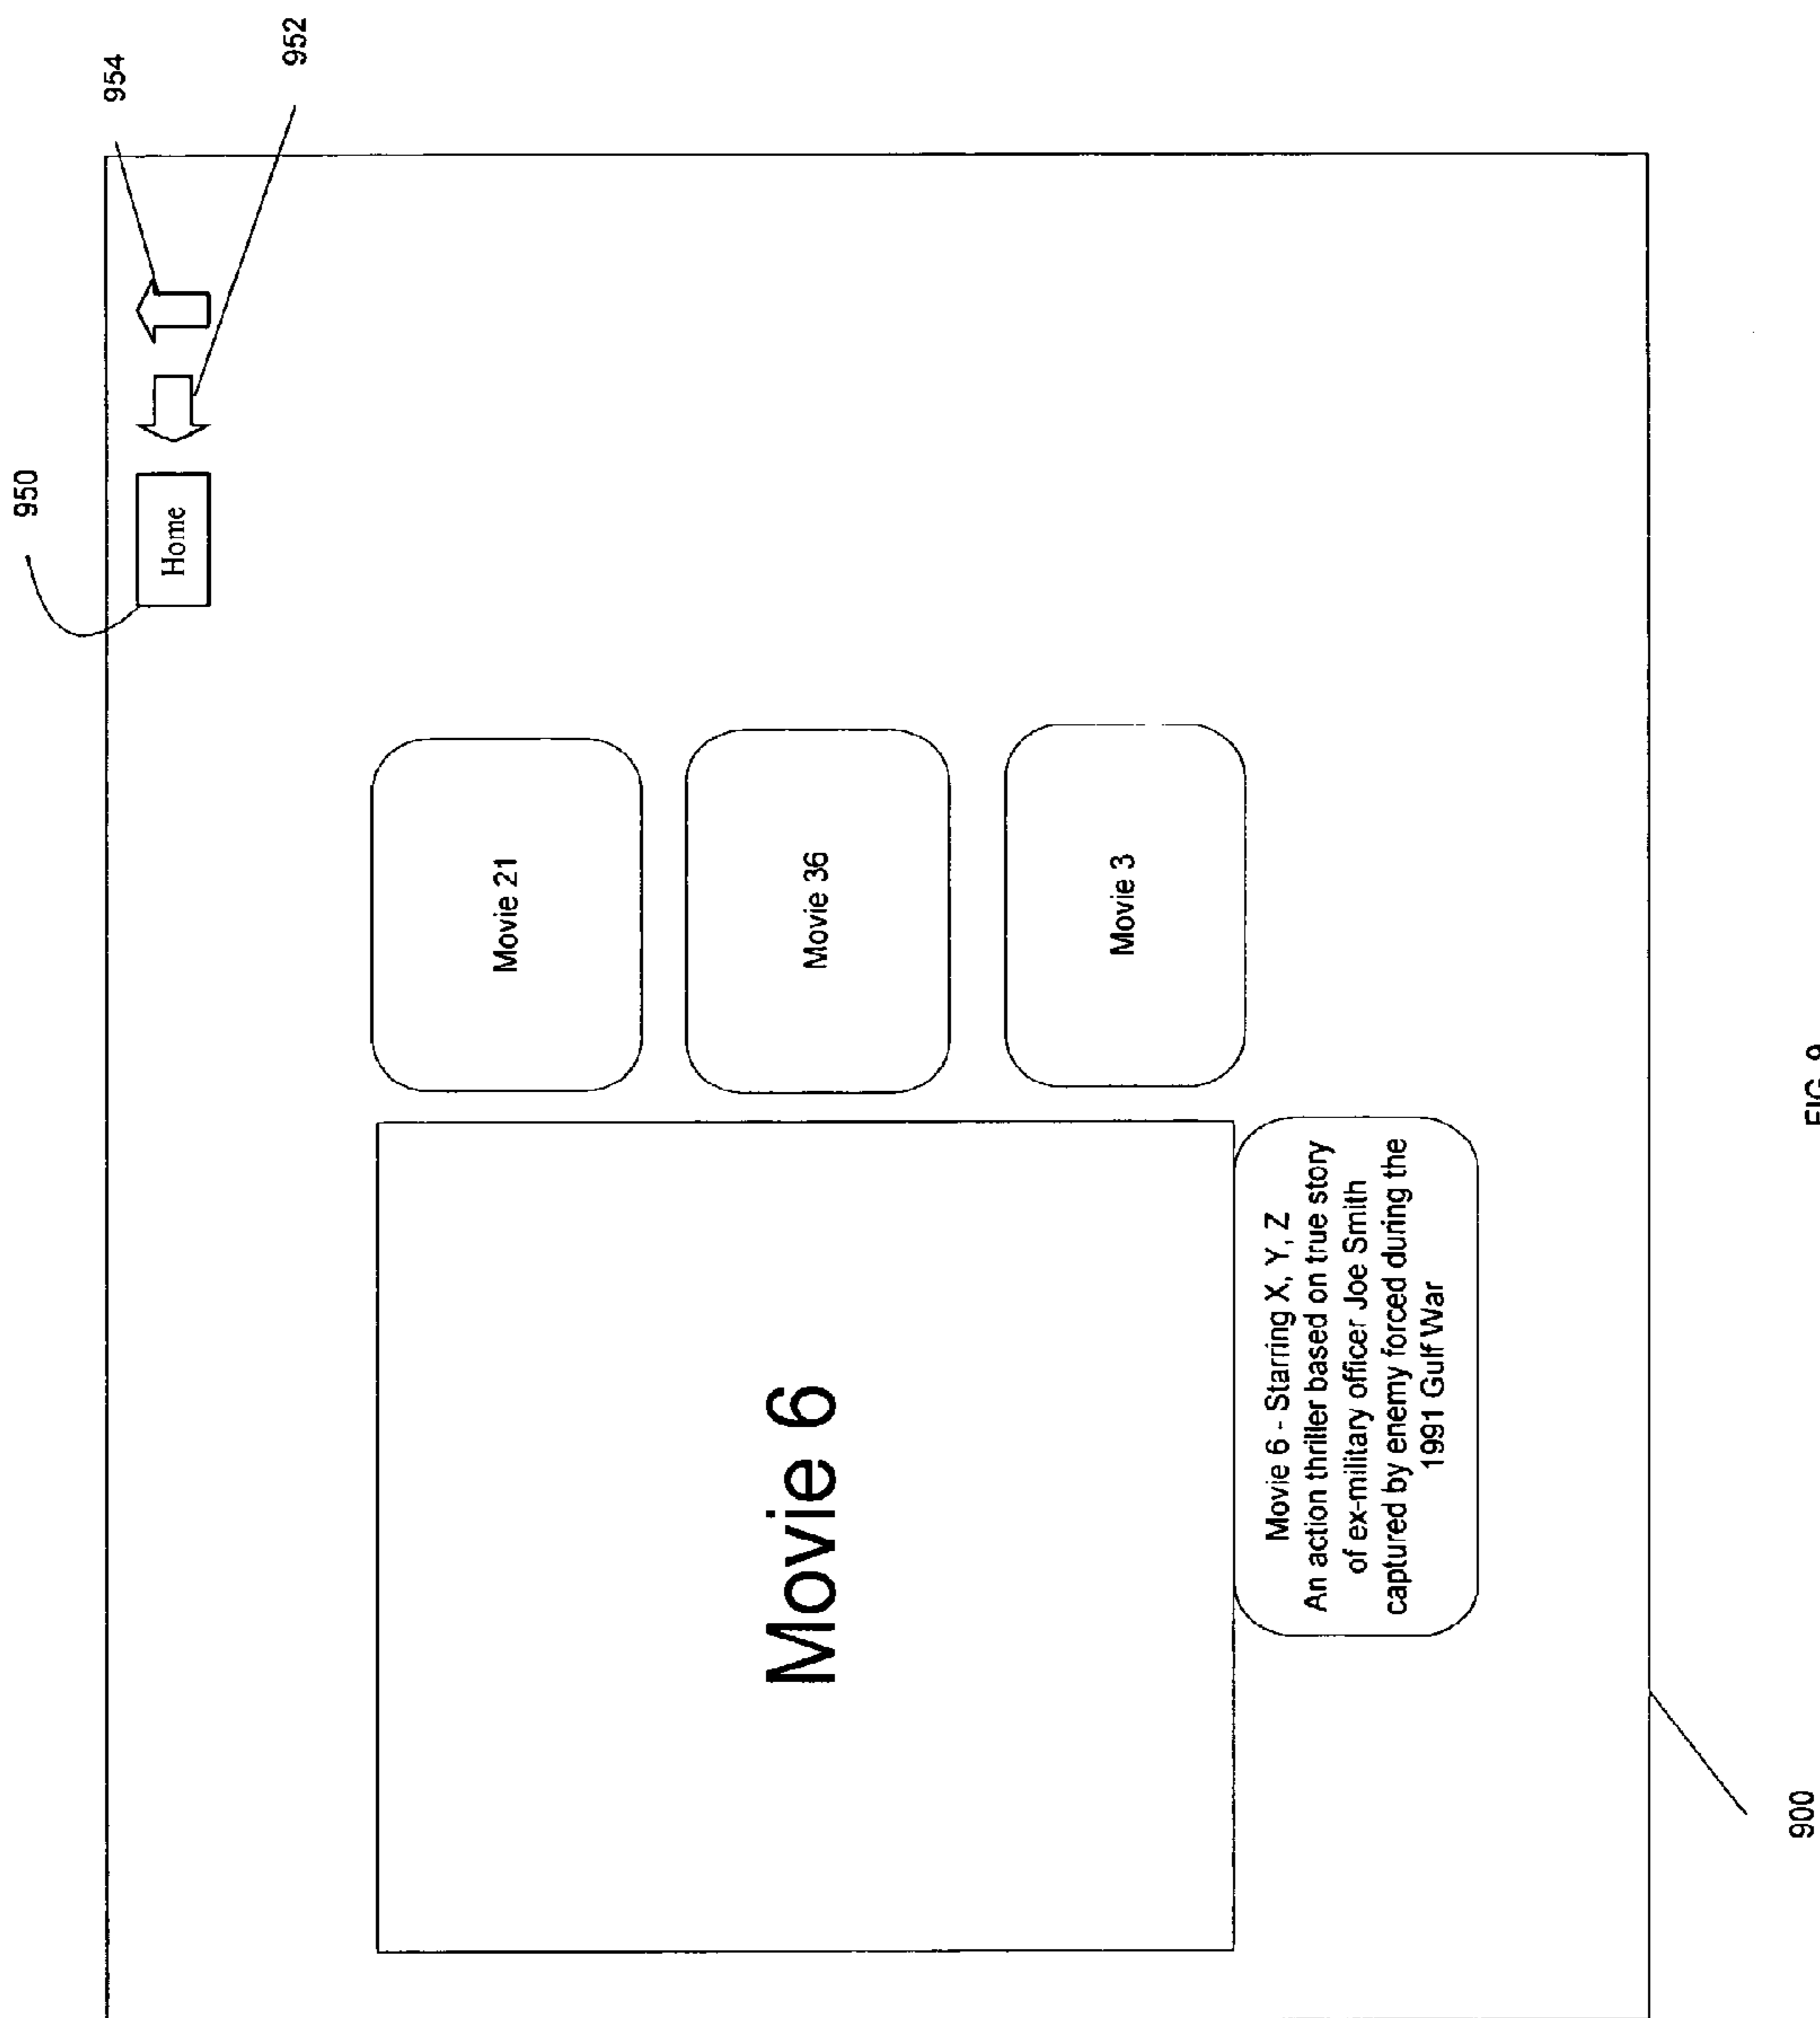 950
954
Home
952
Movie 21
Movie 6
Movie 36
Movie 3
Movie 6 - Starring X, Y, Z
An action thriller based on true story
of ex-military officer Joe Smith
captured by enemy forced during the
1991 Gulf War
900
FIG 9